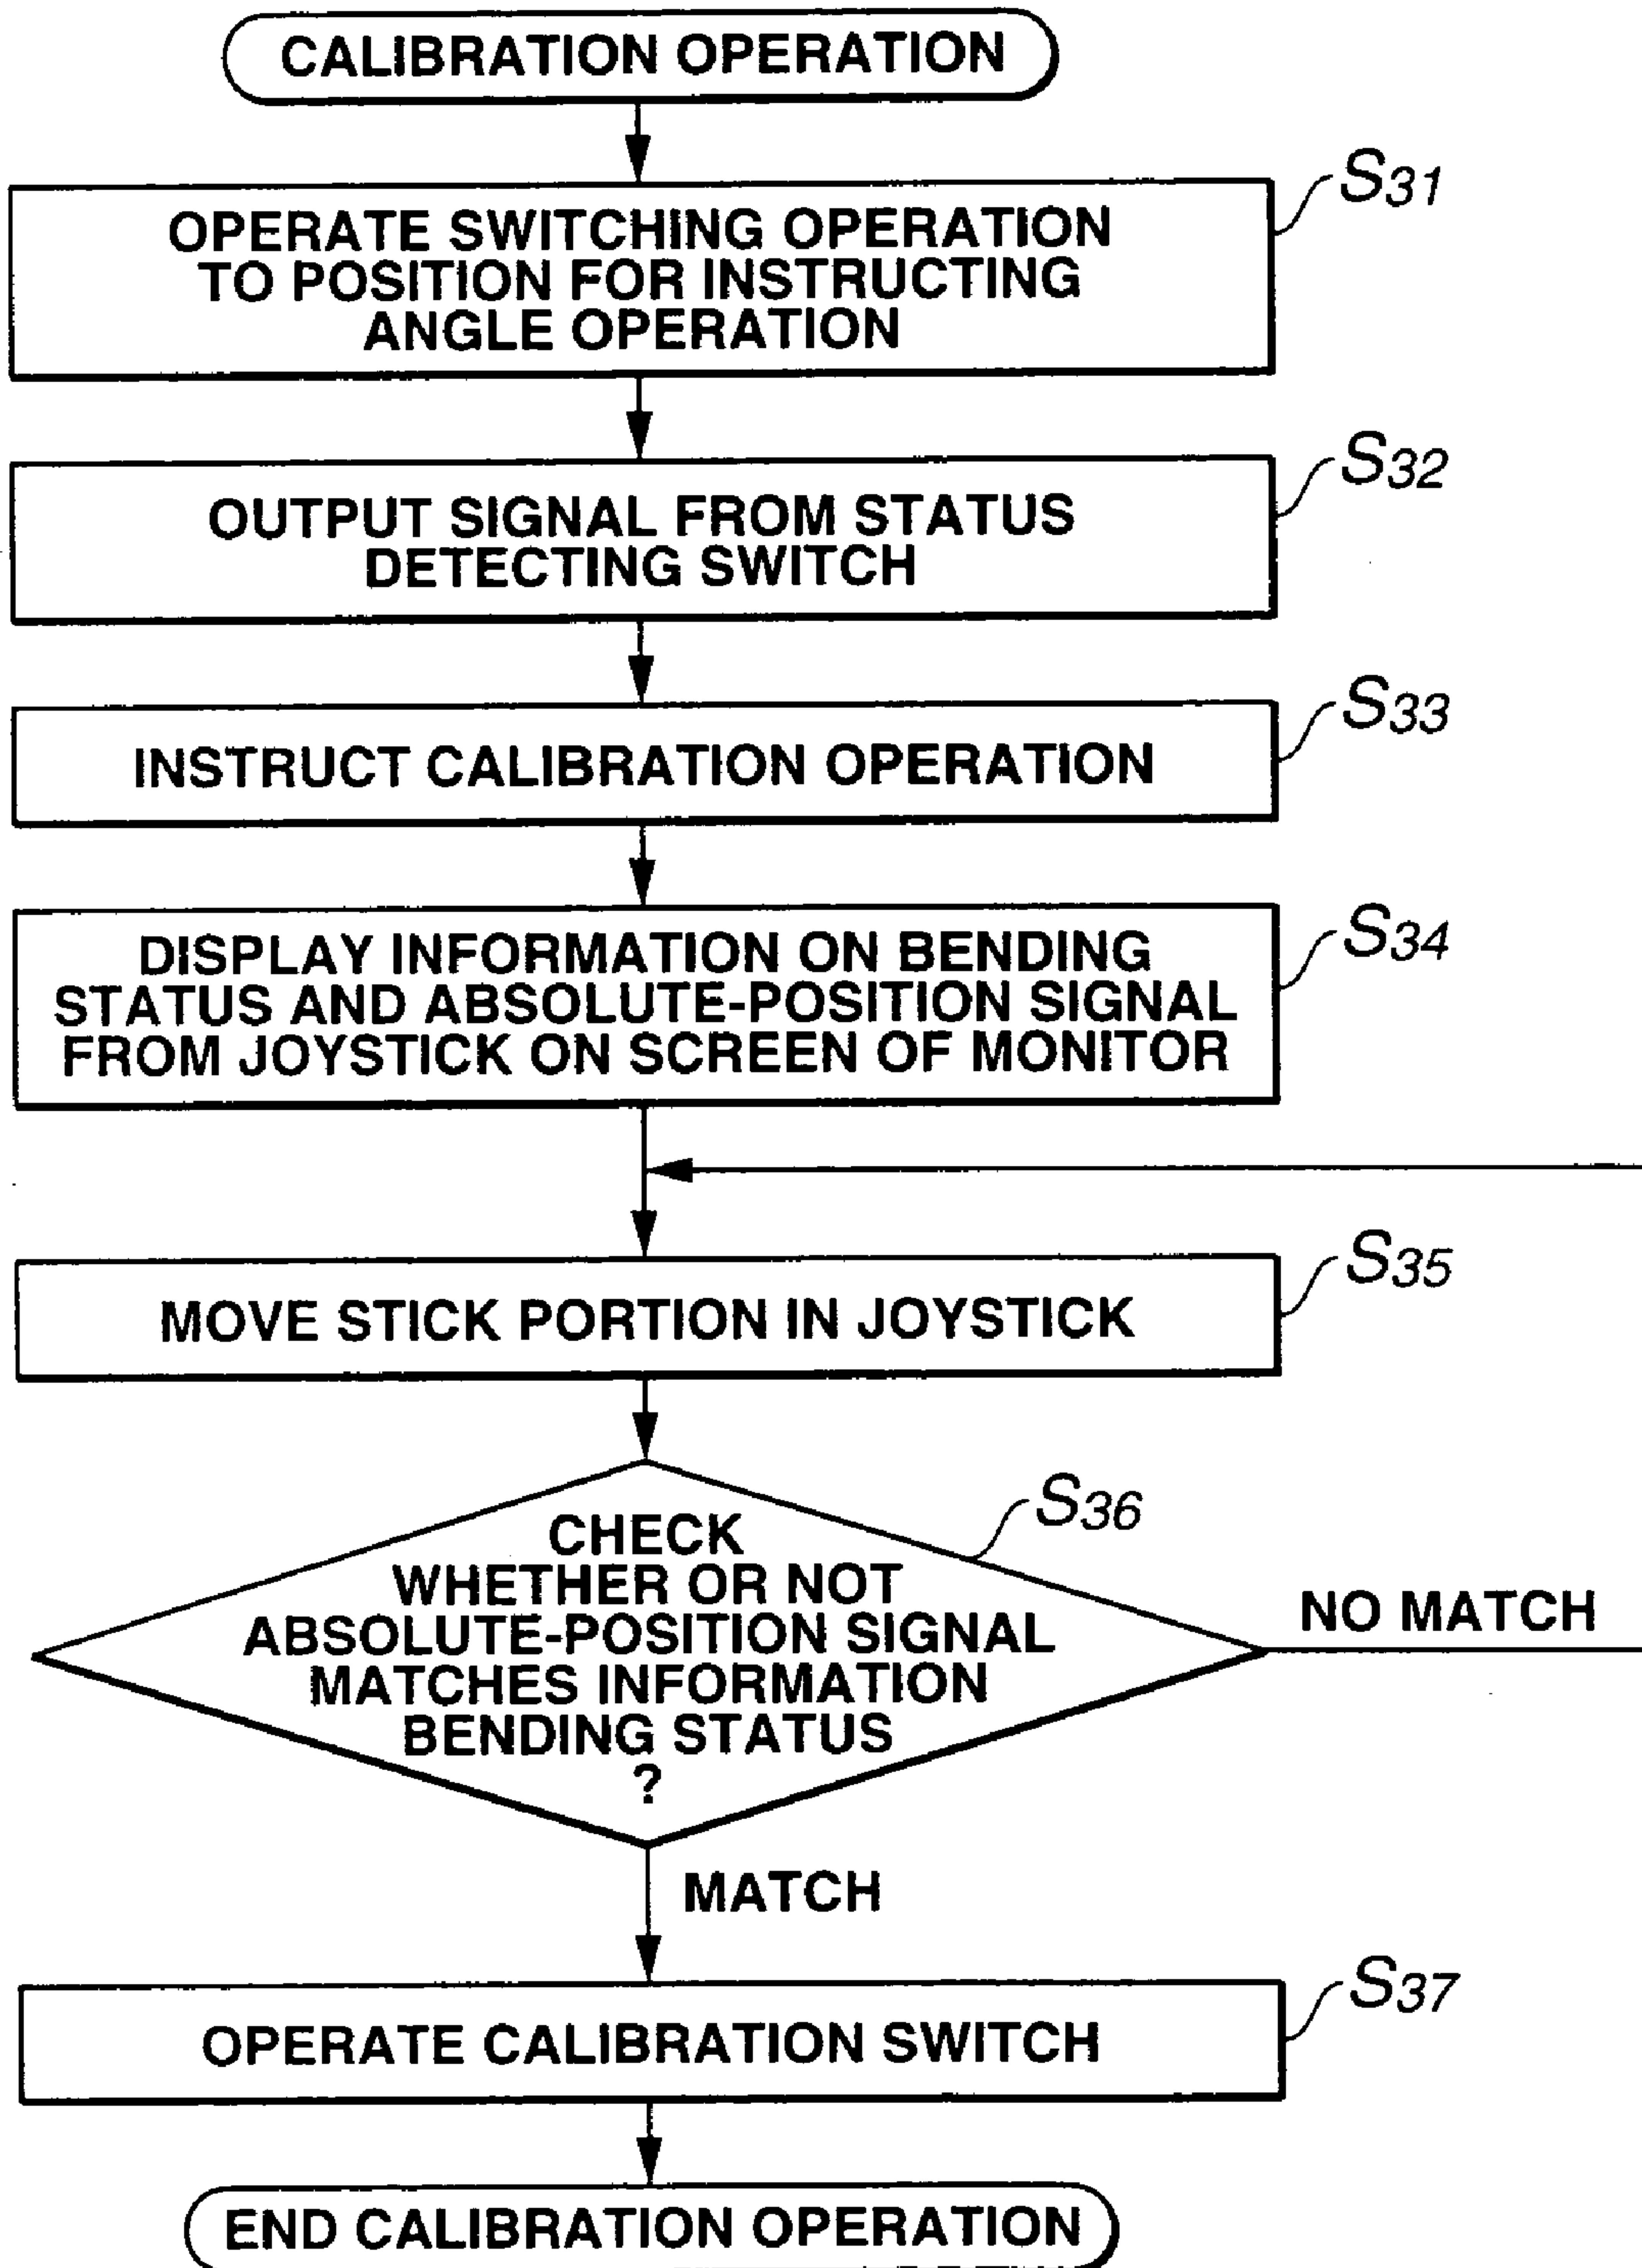 CALIBRATION OPERATION
S31
OPERATE SWITCHING OPERATION
TO POSITION FOR INSTRUCTING
ANGLE OPERATION
S32
OUTPUT SIGNAL FROM STATUS
DETECTING SWITCH
S33
INSTRUCT CALIBRATION OPERATION
S34
DISPLAY INFORMATION ON BENDING
STATUS AND ABSOLUTE-POSITION SIGNAL
FROM JOYSTICK ON SCREEN OF MONITOR
S35
MOVE STICK PORTION IN JOYSTICK
S36
CHECK
WHETHER OR NOT
ABSOLUTE-POSITION SIGNAL
MATCHES INFORMATION
BENDING STATUS
?
NO MATCH
MATCH
S37
OPERATE CALIBRATION SWITCH
END CALIBRATION OPERATION